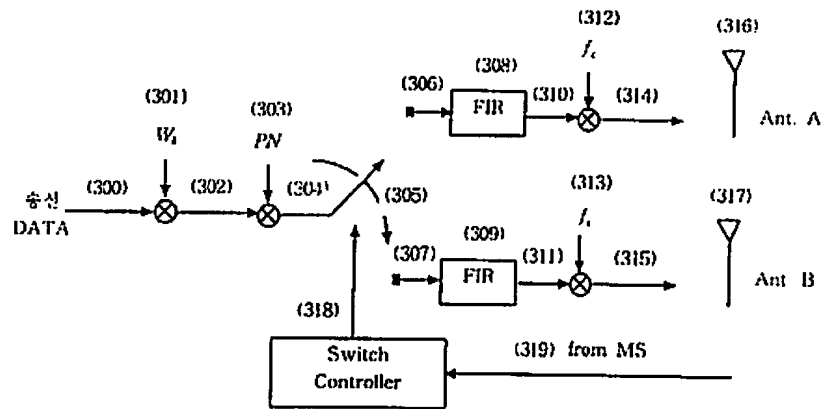 (312)
(316)
f_c
(308)
(306)
FIR
(310)
(314)
Ant. A
(301)
W_k
(303)
PN
(313)
f_c
(317)
송신
DATA
(300)
(302)
(304)
(305)
(309)
(307)
FIR
(311)
(315)
Ant B
(318)
Switch
Controller
(319) from MS